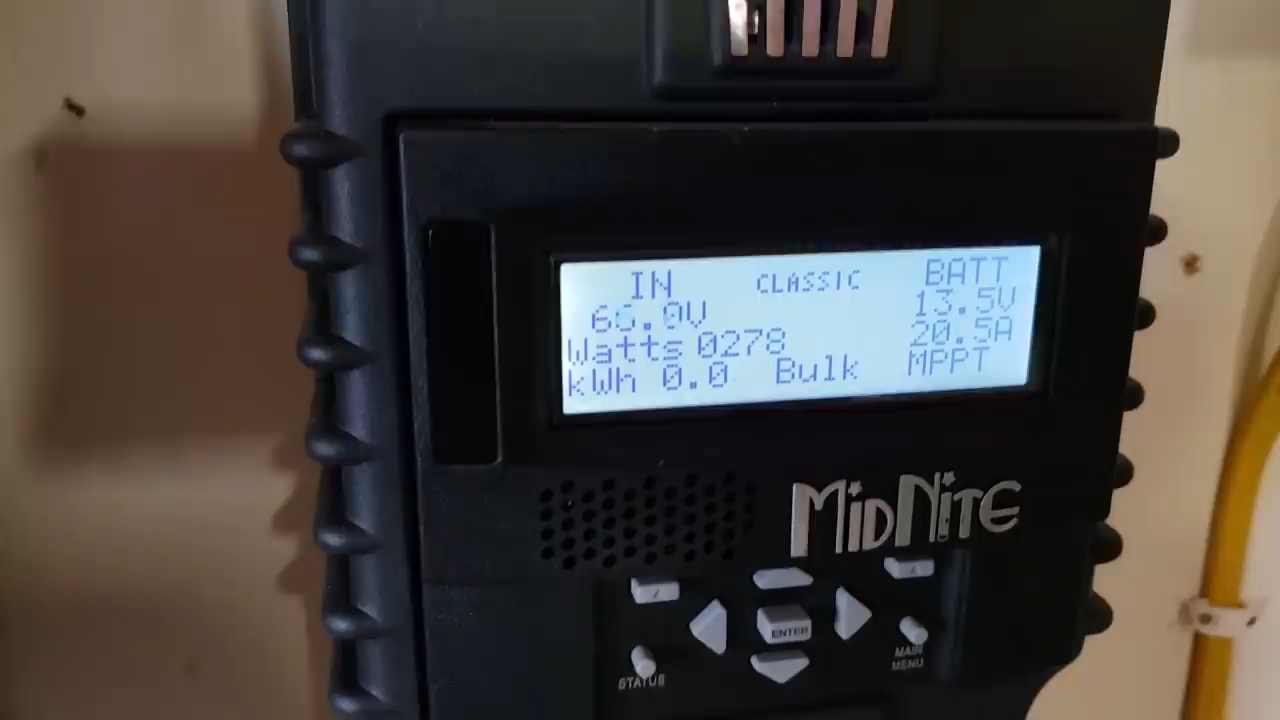 IN CLASSIC BATT
66.0V 13.5V
Watts 0278 20.5A
kWh 0.0 Bulk MPPT
MIDNITE
ENTER
STATUS
MAIN
MENU